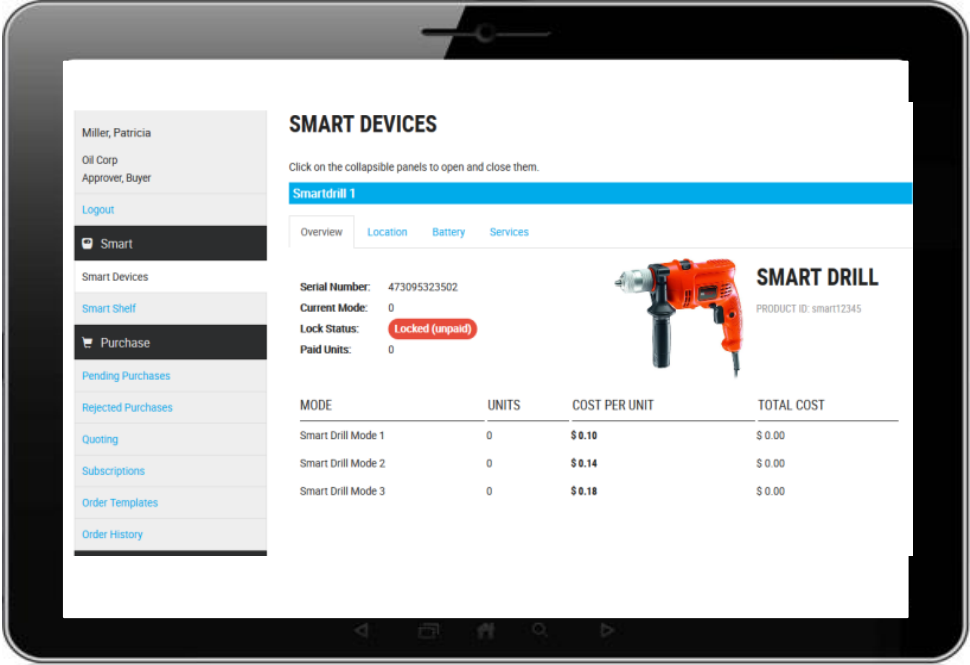 Miller, Patricia
Oil Corp
Approver, Buyer
Logout
Smart
Smart Devices
Smart Shelf
Purchase
Pending Purchases
Rejected Purchases
Quoting
Subscriptions
Order Templates
Order History
SMART DEVICES
Click on the collapsible panels to open and close them.
Smartdrill 1
Overview Location Battery Services
Serial Number: 473095323502
Current Mode: 0
Lock Status: Locked (unpaid)
Paid Units: 0
SMART DRILL
PRODUCT ID: smart12345
MODE UNITS COST PER UNIT TOTAL COST
Smart Drill Mode 1 0 $ 0.10 $ 0.00
Smart Drill Mode 2 0 $ 0.14 $ 0.00
Smart Drill Mode 3 0 $ 0.18 $ 0.00